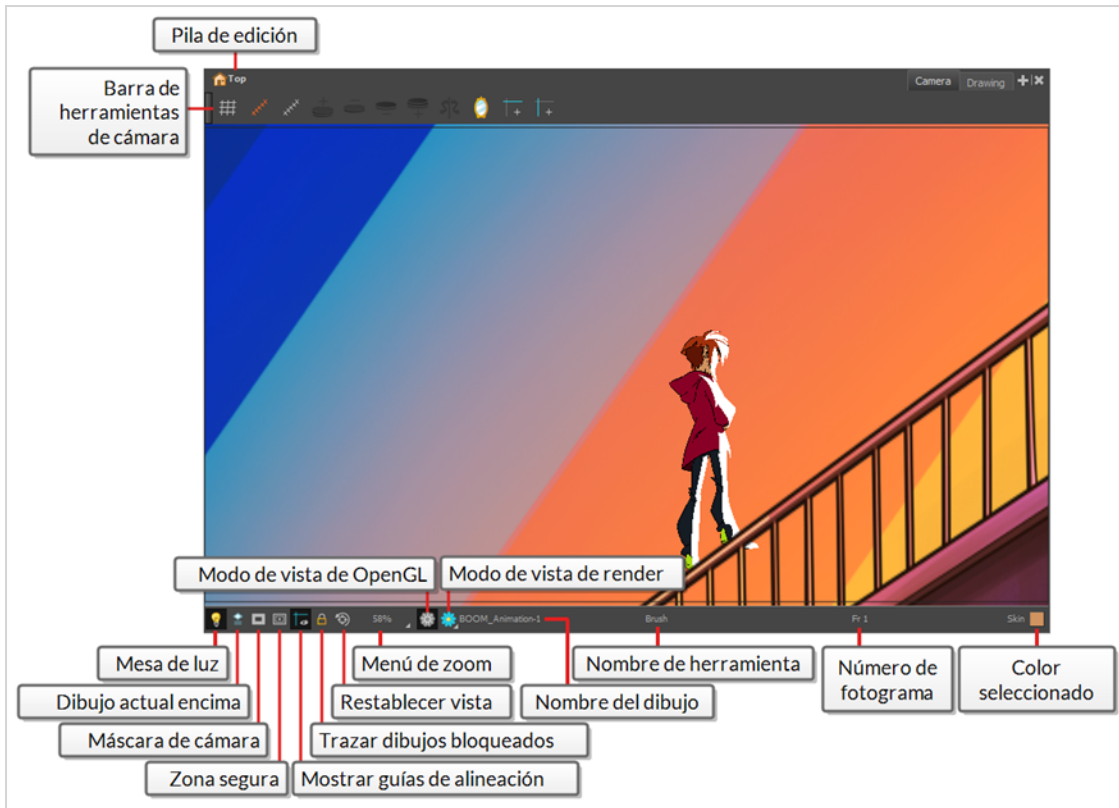 Pila de edición
Barra de
herramientas
de cámara
Top
Camera
Drawing
Modo de vista de OpenGL
Modo de vista de render
58%
BOOM_Animation-1
Brush
Fr 1
Skin
Mesa de luz
Menú de zoom
Nombre de herramienta
Número de
fotograma
Color
seleccionado
Dibujo actual encima
Restablecer vista
Nombre del dibujo
Máscara de cámara
Trazar dibujos bloqueados
Zona segura
Mostrar guías de alineación